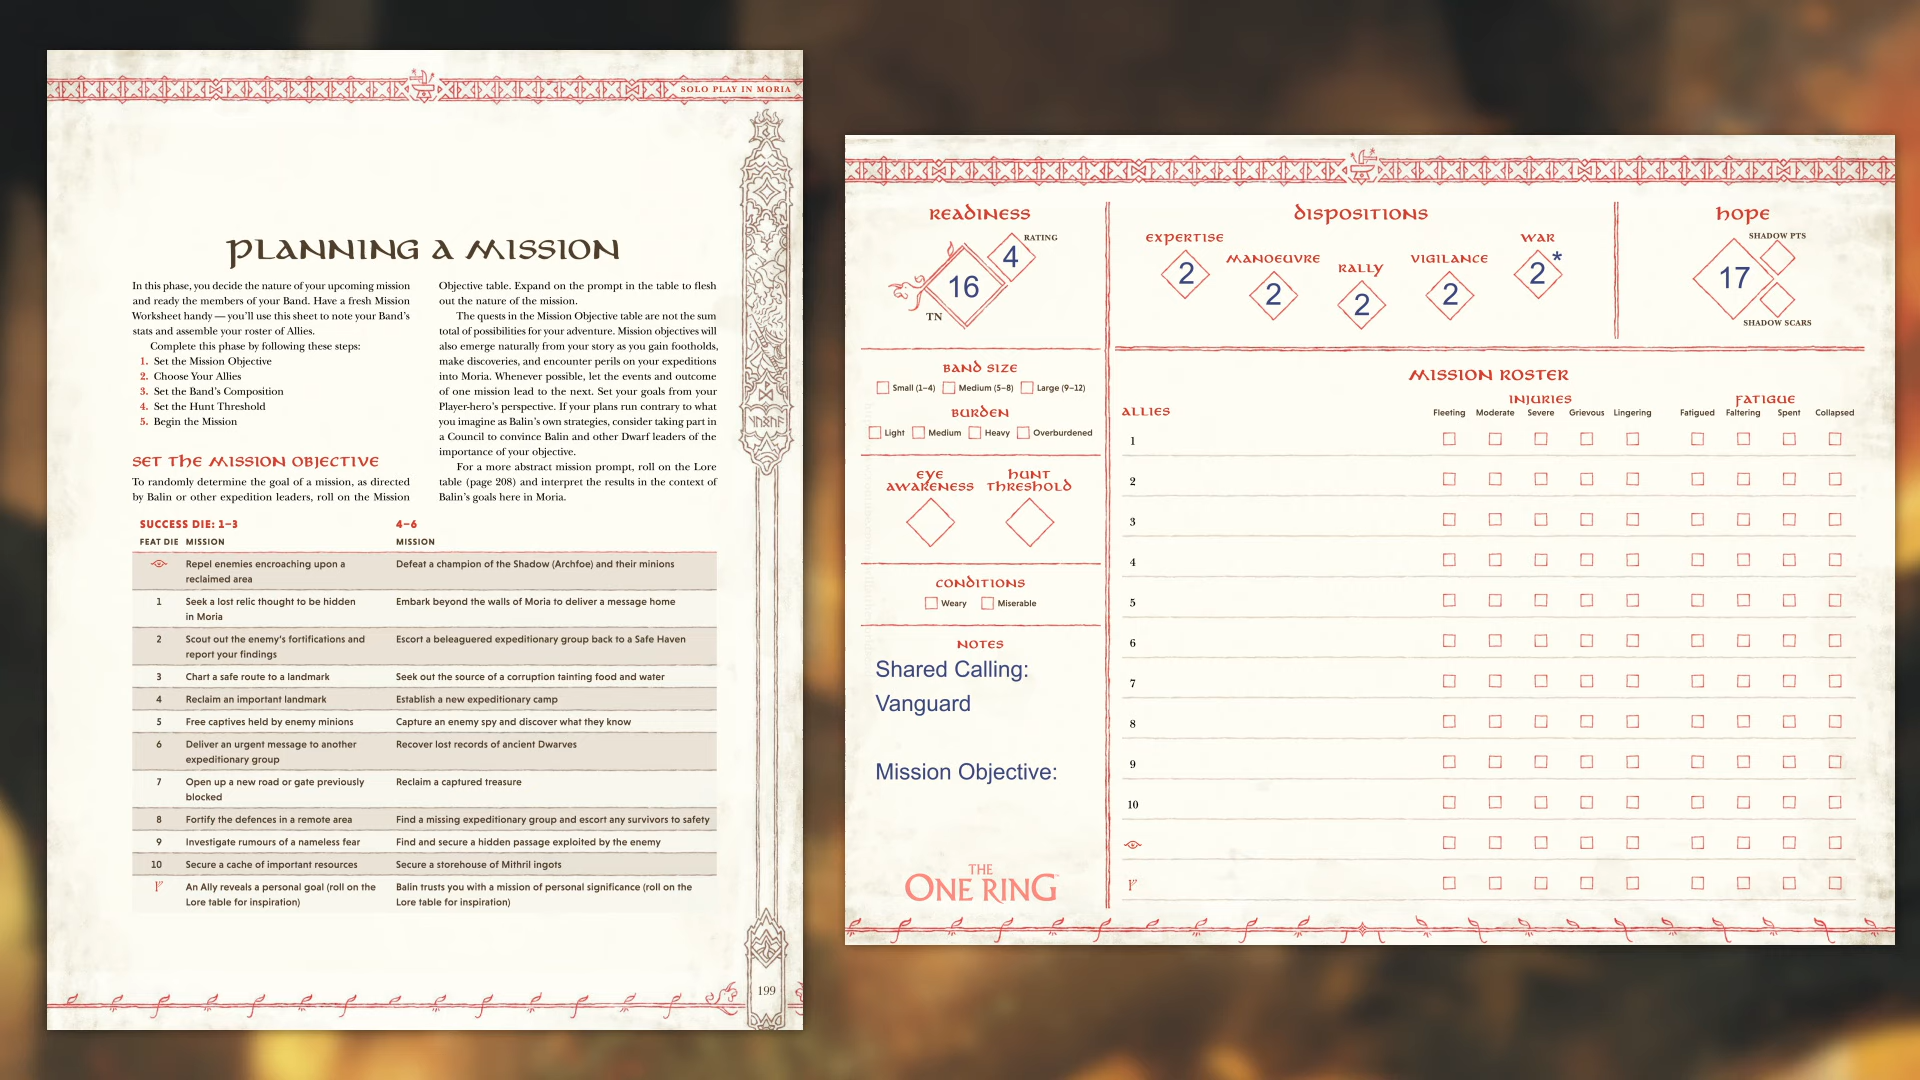 SOLO PLAY IN MORIA
PLANNING A MISSION
In this phase, you decide the nature of your upcoming mission
and ready the members of your Band. Have a fresh Mission
Worksheet handy — you'll use this sheet to note your Band's
stats and assemble your roster of Allies.
Complete this phase by following these steps:
1. Set the Mission Objective
2. Choose Your Allies
3. Set the Band's Composition
4. Set the Hunt Threshold
5. Begin the Mission
SET THE MISSION OBJECTIVE
To randomly determine the goal of a mission, as directed
by Balin or other expedition leaders, roll on the Mission
Objective table. Expand on the prompt in the table to flesh
out the nature of the mission.
The quests in the Mission Objective table are not the sum
total of possibilities for your adventure. Mission objectives will
also emerge naturally from your story as you gain footholds,
make discoveries, and encounter perils on your expeditions
into Moria. Whenever possible, let the events and outcome
of one mission lead to the next. Set your goals from your
Player-hero's perspective. If your plans run contrary to what
you imagine as Balin's own strategies, consider taking part in
a Council to convince Balin and other Dwarf leaders of the
importance of your objective.
For a more abstract mission prompt, roll on the Lore
table (page 208) and interpret the results in the context of
Balin's goals here in Moria.
SUCCESS DIE: 1–3 4–6
FEAT DIE MISSION MISSION
Repel enemies encroaching upon a
reclaimed area
Defeat a champion of the Shadow (Archfoe) and their minions
1 Seek a lost relic thought to be hidden
in Moria
Embark beyond the walls of Moria to deliver a message home
2 Scout out the enemy's fortifications and
report your findings
Escort a beleaguered expeditionary group back to a Safe Haven
3 Chart a safe route to a landmark
Seek out the source of a corruption tainting food and water
4 Reclaim an important landmark
Establish a new expeditionary camp
5 Free captives held by enemy minions
Capture an enemy spy and discover what they know
6 Deliver an urgent message to another
expeditionary group
Recover lost records of ancient Dwarves
7 Open up a new road or gate previously
blocked
Reclaim a captured treasure
8 Fortify the defences in a remote area
Find a missing expeditionary group and escort any survivors to safety
9 Investigate rumours of a nameless fear
Find and secure a hidden passage exploited by the enemy
10 Secure a cache of important resources
Secure a storehouse of Mithril ingots
An Ally reveals a personal goal (roll on the
Lore table for inspiration)
Balin trusts you with a mission of personal significance (roll on the
Lore table for inspiration)
199
READINESS
RATING
4
16
TN
DISPOSITIONS
EXPERTISE
2
MANOEUVRE
2
RALLY
2
VIGILANCE
2
WAR
2*
HOPE
SHADOW PTS
17
SHADOW SCARS
BAND SIZE
Small (1–4) Medium (5–8) Large (9–12)
BURDEN
Light Medium Heavy Overburdened
EYE
AWARENESS
HUNT
THRESHOLD
CONDITIONS
Weary Miserable
NOTES
Shared Calling:
Vanguard
Mission Objective:
THE
ONE RING
MISSION ROSTER
ALLIES
INJURIES
Fleeting Moderate Severe Grievous Lingering
FATIGUE
Fatigued Faltering Spent Collapsed
1
2
3
4
5
6
7
8
9
10